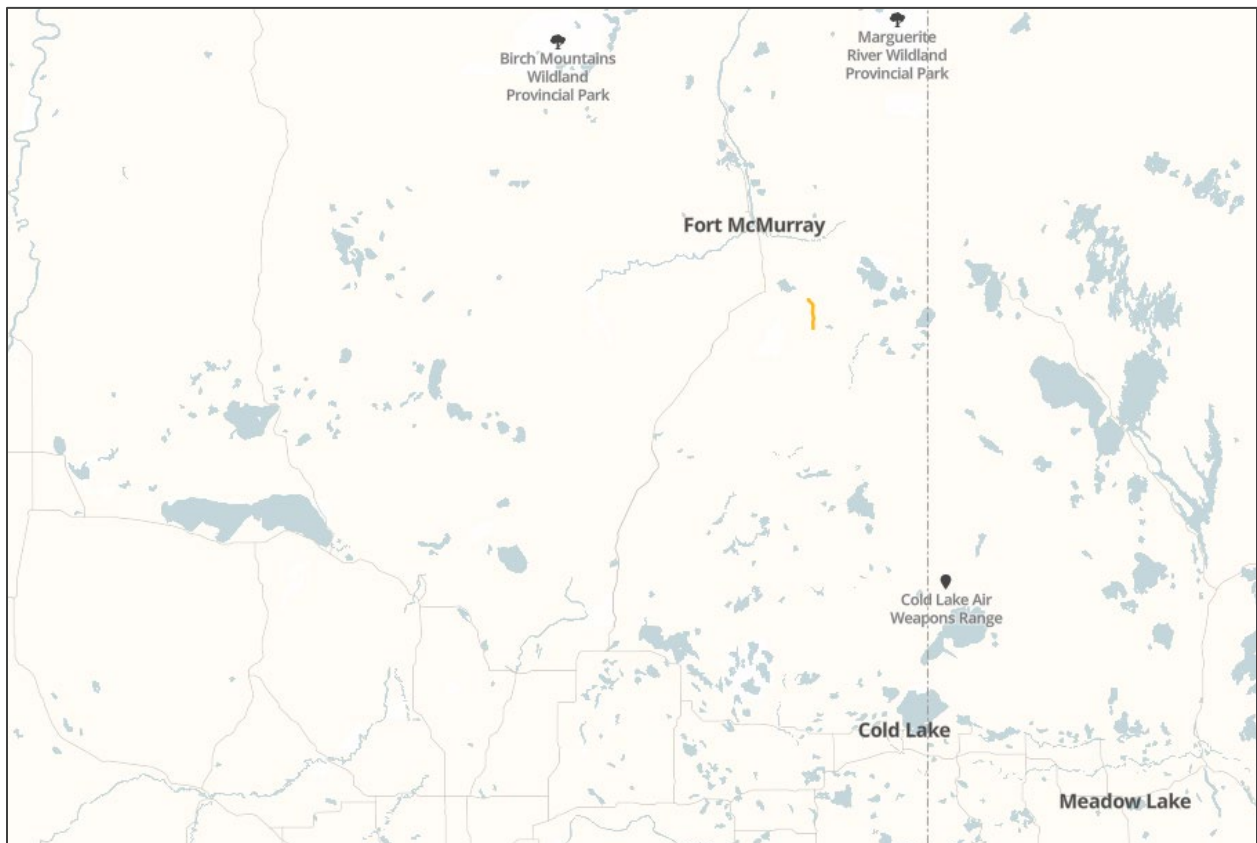 Birch Mountains
Wildland
Provincial Park
Marguerite
River Wildland
Provincial Park
Fort McMurray
Cold Lake Air
Weapons Range
Cold Lake
Meadow Lake